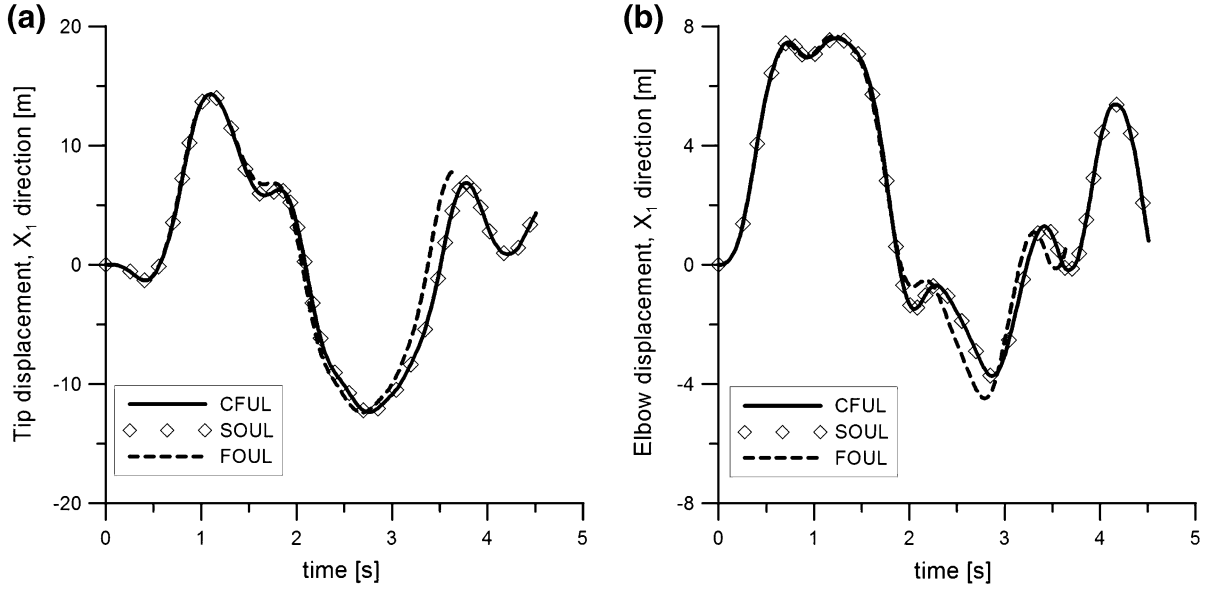 (a)
Tip displacement, X1 direction [m]
20
10
0
-10
-20
CFUL
SOUL
FOUL
0 1 2 3 4 5
time [s]
(b)
Elbow displacement, X1 direction [m]
8
4
0
-4
-8
CFUL
SOUL
FOUL
0 1 2 3 4 5
time [s]